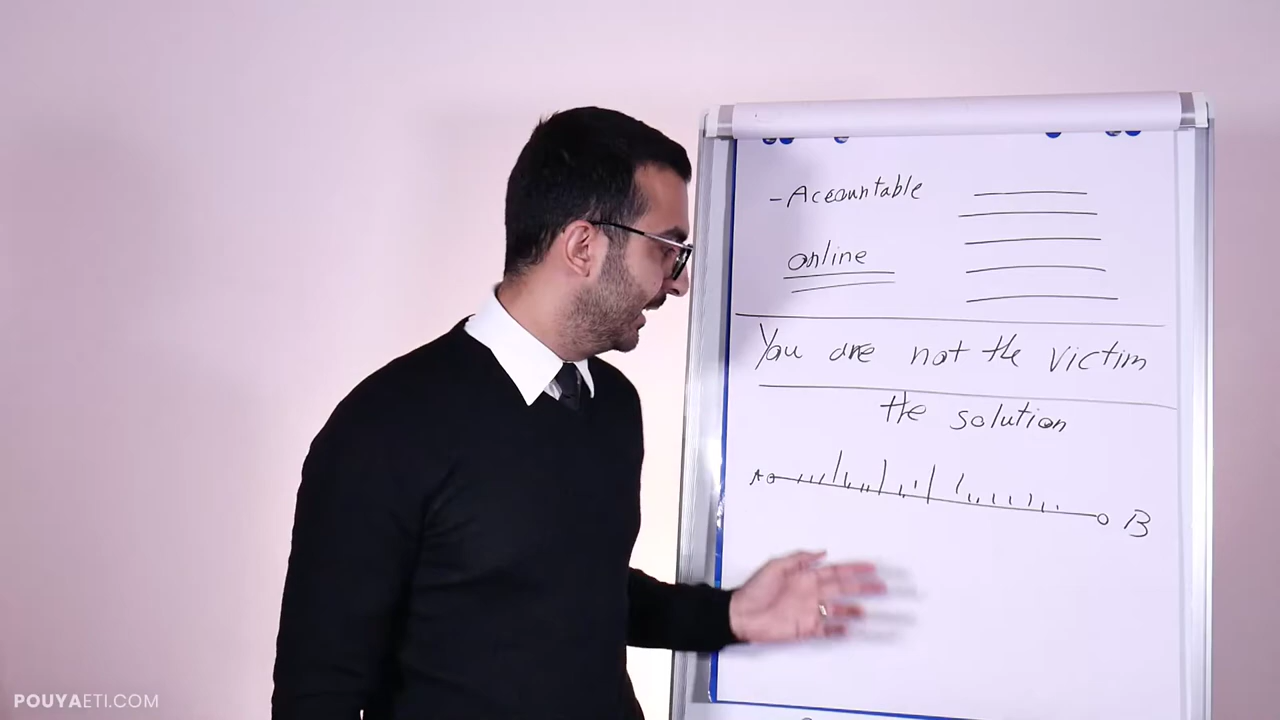 - Accountable
online
You are not the victim
the solution
A B
POUYAETI.COM